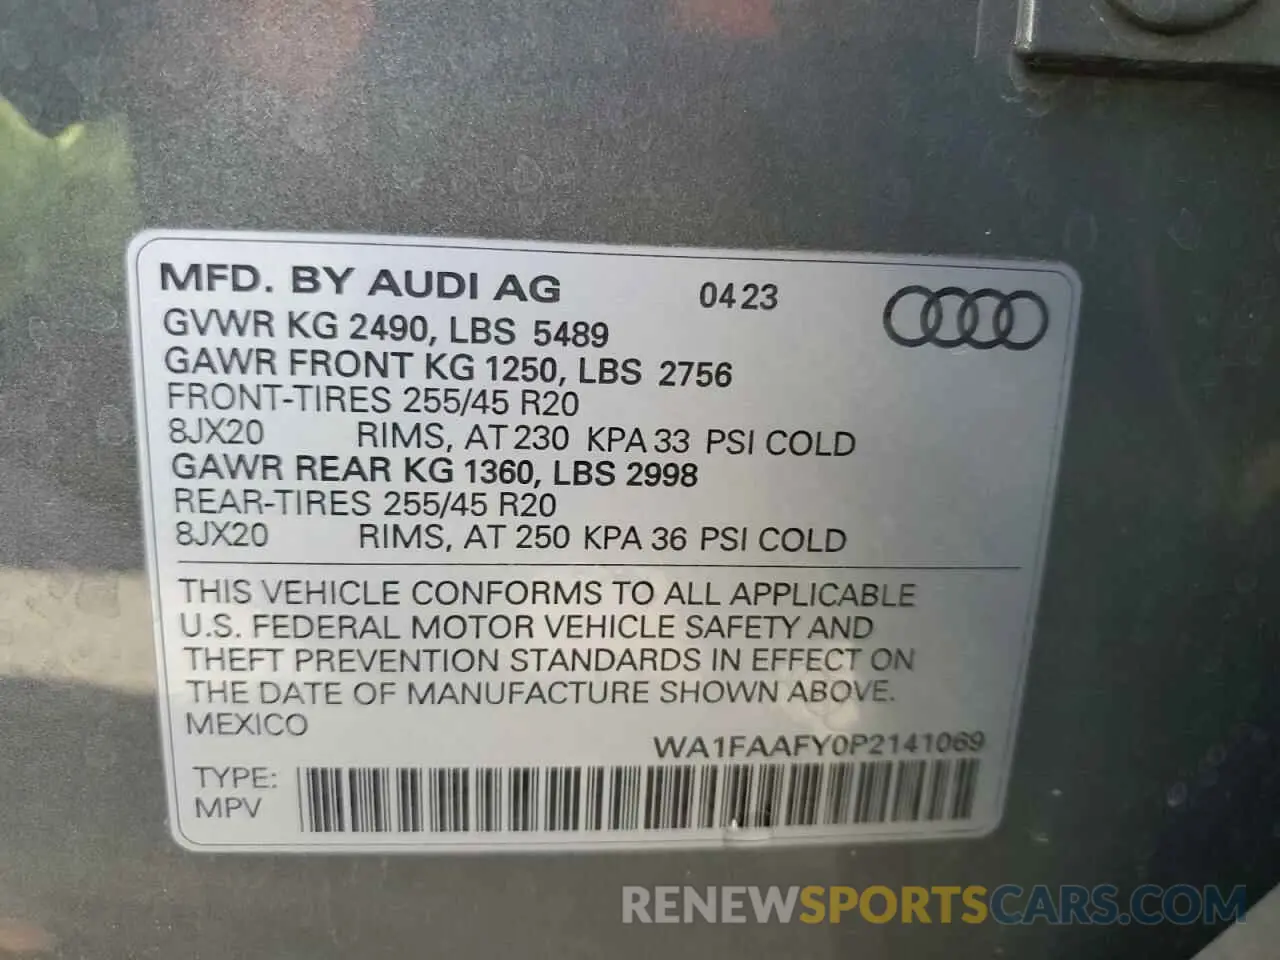 MFD. BY AUDI AG 0423
GVWR KG 2490, LBS 5489
GAWR FRONT KG 1250, LBS 2756
FRONT-TIRES 255/45 R20
8JX20 RIMS, AT 230 KPA 33 PSI COLD
GAWR REAR KG 1360, LBS 2998
REAR-TIRES 255/45 R20
8JX20 RIMS, AT 250 KPA 36 PSI COLD
THIS VEHICLE CONFORMS TO ALL APPLICABLE
U.S. FEDERAL MOTOR VEHICLE SAFETY AND
THEFT PREVENTION STANDARDS IN EFFECT ON
THE DATE OF MANUFACTURE SHOWN ABOVE.
MEXICO
WA1FAAFY0P2141069
TYPE:
MPV
RENEWSPORTSCARS.COM